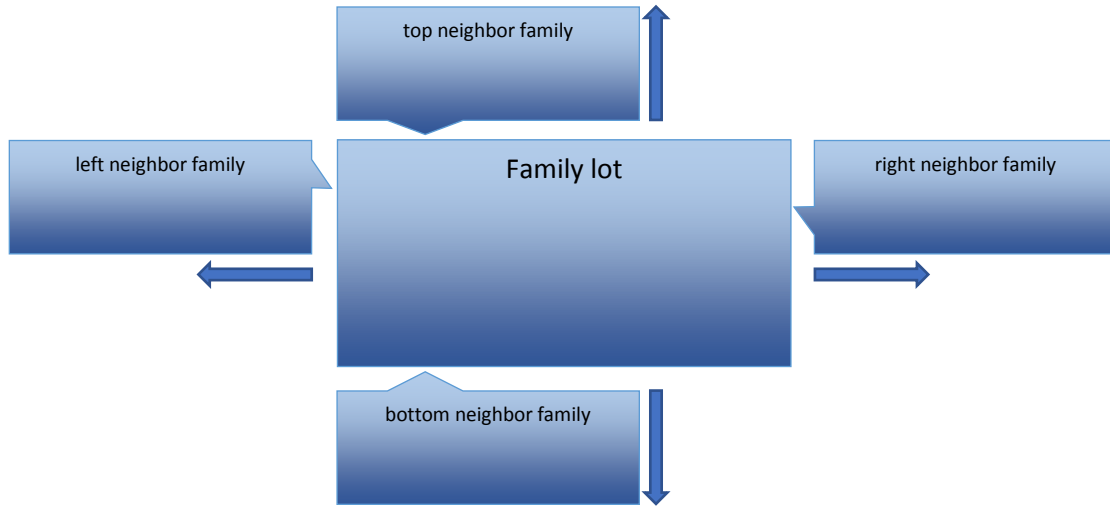 top neighbor family
left neighbor family
Family lot
right neighbor family
bottom neighbor family